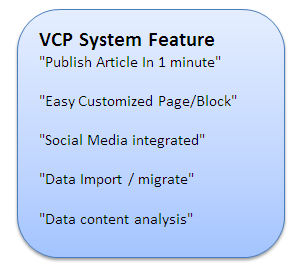 VCP System Feature
"Publish Article In 1 minute"
"Easy Customized Page/Block"
"Social Media integrated"
"Data Import / migrate"
"Data content analysis"